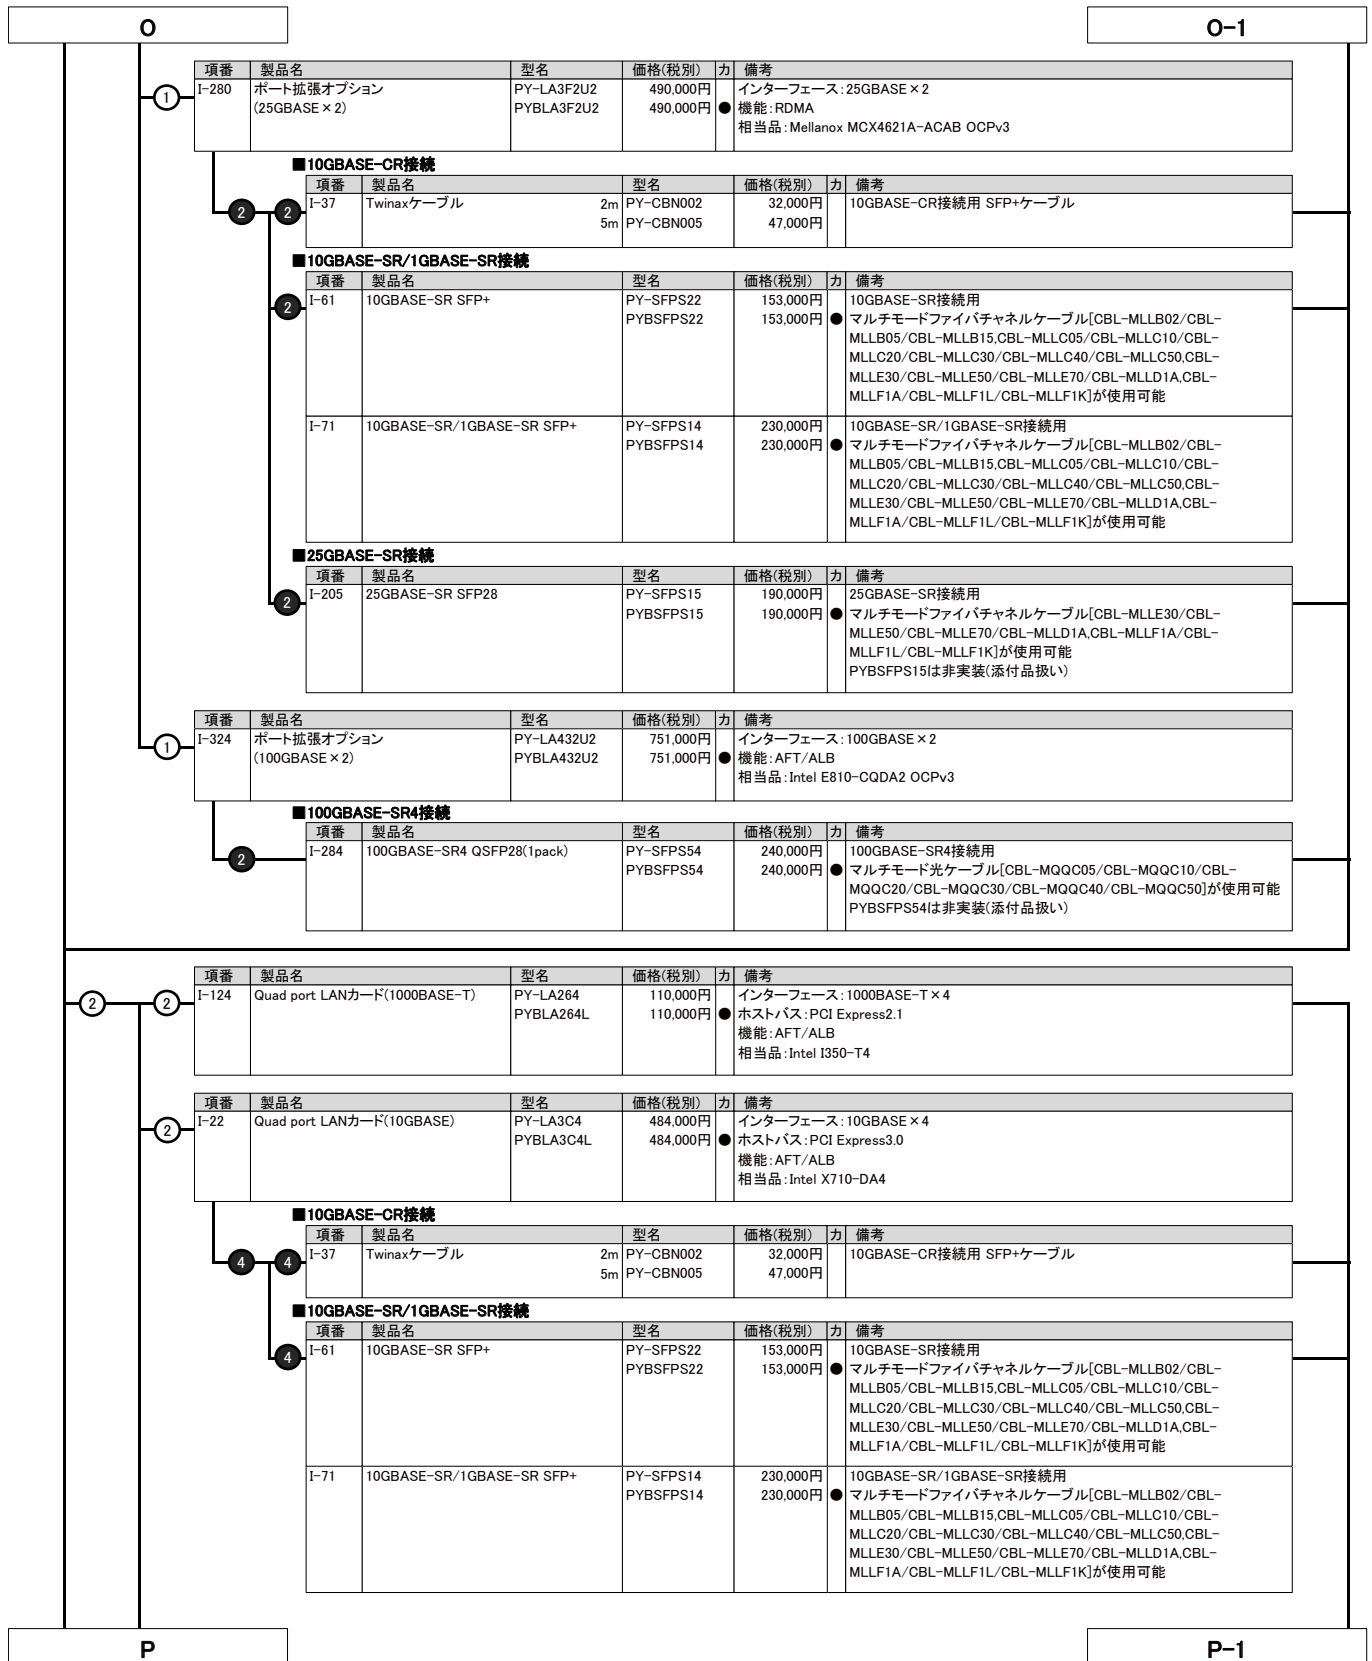 O
O-1
項番 製品名 型名 価格(税別) カ 備考
1 I-280 ポート拡張オプション PY-LA3F2U2 490,000円 インターフェース:25GBASE×2
(25GBASE×2) PYBLA3F2U2 490,000円 ● 機能:RDMA
相当品:Mellanox MCX4621A-ACAB OCPv3
■10GBASE-CR接続
項番 製品名 型名 価格(税別) カ 備考
2 2 I-37 Twinaxケーブル 2m PY-CBN002 32,000円 10GBASE-CR接続用 SFP+ケーブル
5m PY-CBN005 47,000円
■10GBASE-SR/1GBASE-SR接続
項番 製品名 型名 価格(税別) カ 備考
2 I-61 10GBASE-SR SFP+ PY-SFPS22 153,000円 10GBASE-SR接続用
PYBSFPS22 153,000円 ● マルチモードファイバチャネルケーブル[CBL-MLLB02/CBL-
MLLB05/CBL-MLLB15,CBL-MLLC05/CBL-MLLC10/CBL-
MLLC20/CBL-MLLC30/CBL-MLLC40/CBL-MLLC50,CBL-
MLLE30/CBL-MLLE50/CBL-MLLE70/CBL-MLLD1A,CBL-
MLLF1A/CBL-MLLF1L/CBL-MLLF1K]が使用可能
I-71 10GBASE-SR/1GBASE-SR SFP+ PY-SFPS14 230,000円 10GBASE-SR/1GBASE-SR接続用
PYBSFPS14 230,000円 ● マルチモードファイバチャネルケーブル[CBL-MLLB02/CBL-
MLLB05/CBL-MLLB15,CBL-MLLC05/CBL-MLLC10/CBL-
MLLC20/CBL-MLLC30/CBL-MLLC40/CBL-MLLC50,CBL-
MLLE30/CBL-MLLE50/CBL-MLLE70/CBL-MLLD1A,CBL-
MLLF1A/CBL-MLLF1L/CBL-MLLF1K]が使用可能
■25GBASE-SR接続
項番 製品名 型名 価格(税別) カ 備考
2 I-205 25GBASE-SR SFP28 PY-SFPS15 190,000円 25GBASE-SR接続用
PYBSFPS15 190,000円 ● マルチモードファイバチャネルケーブル[CBL-MLLE30/CBL-
MLLE50/CBL-MLLE70/CBL-MLLD1A,CBL-MLLF1A/CBL-
MLLF1L/CBL-MLLF1K]が使用可能
PYBSFPS15は非実装(添付品扱い)
項番 製品名 型名 価格(税別) カ 備考
1 I-324 ポート拡張オプション PY-LA432U2 751,000円 インターフェース:100GBASE×2
(100GBASE×2) PYBLA432U2 751,000円 ● 機能:AFT/ALB
相当品:Intel E810-CQDA2 OCPv3
■100GBASE-SR4接続
項番 製品名 型名 価格(税別) カ 備考
2 I-284 100GBASE-SR4 QSFP28(1pack) PY-SFPS54 240,000円 100GBASE-SR4接続用
PYBSFPS54 240,000円 ● マルチモード光ケーブル[CBL-MQQC05/CBL-MQQC10/CBL-
MQQC20/CBL-MQQC30/CBL-MQQC40/CBL-MQQC50]が使用可能
PYBSFPS54は非実装(添付品扱い)
項番 製品名 型名 価格(税別) カ 備考
2 2 I-124 Quad port LANカード(1000BASE-T) PY-LA264 110,000円 インターフェース:1000BASE-T×4
PYBLA264L 110,000円 ● ホストバス:PCI Express2.1
機能:AFT/ALB
相当品:Intel I350-T4
項番 製品名 型名 価格(税別) カ 備考
2 I-22 Quad port LANカード(10GBASE) PY-LA3C4 484,000円 インターフェース:10GBASE×4
PYBLA3C4L 484,000円 ● ホストバス:PCI Express3.0
機能:AFT/ALB
相当品:Intel X710-DA4
■10GBASE-CR接続
項番 製品名 型名 価格(税別) カ 備考
4 4 I-37 Twinaxケーブル 2m PY-CBN002 32,000円 10GBASE-CR接続用 SFP+ケーブル
5m PY-CBN005 47,000円
■10GBASE-SR/1GBASE-SR接続
項番 製品名 型名 価格(税別) カ 備考
4 I-61 10GBASE-SR SFP+ PY-SFPS22 153,000円 10GBASE-SR接続用
PYBSFPS22 153,000円 ● マルチモードファイバチャネルケーブル[CBL-MLLB02/CBL-
MLLB05/CBL-MLLB15,CBL-MLLC05/CBL-MLLC10/CBL-
MLLC20/CBL-MLLC30/CBL-MLLC40/CBL-MLLC50,CBL-
MLLE30/CBL-MLLE50/CBL-MLLE70/CBL-MLLD1A,CBL-
MLLF1A/CBL-MLLF1L/CBL-MLLF1K]が使用可能
I-71 10GBASE-SR/1GBASE-SR SFP+ PY-SFPS14 230,000円 10GBASE-SR/1GBASE-SR接続用
PYBSFPS14 230,000円 ● マルチモードファイバチャネルケーブル[CBL-MLLB02/CBL-
MLLB05/CBL-MLLB15,CBL-MLLC05/CBL-MLLC10/CBL-
MLLC20/CBL-MLLC30/CBL-MLLC40/CBL-MLLC50,CBL-
MLLE30/CBL-MLLE50/CBL-MLLE70/CBL-MLLD1A,CBL-
MLLF1A/CBL-MLLF1L/CBL-MLLF1K]が使用可能
P
P-1